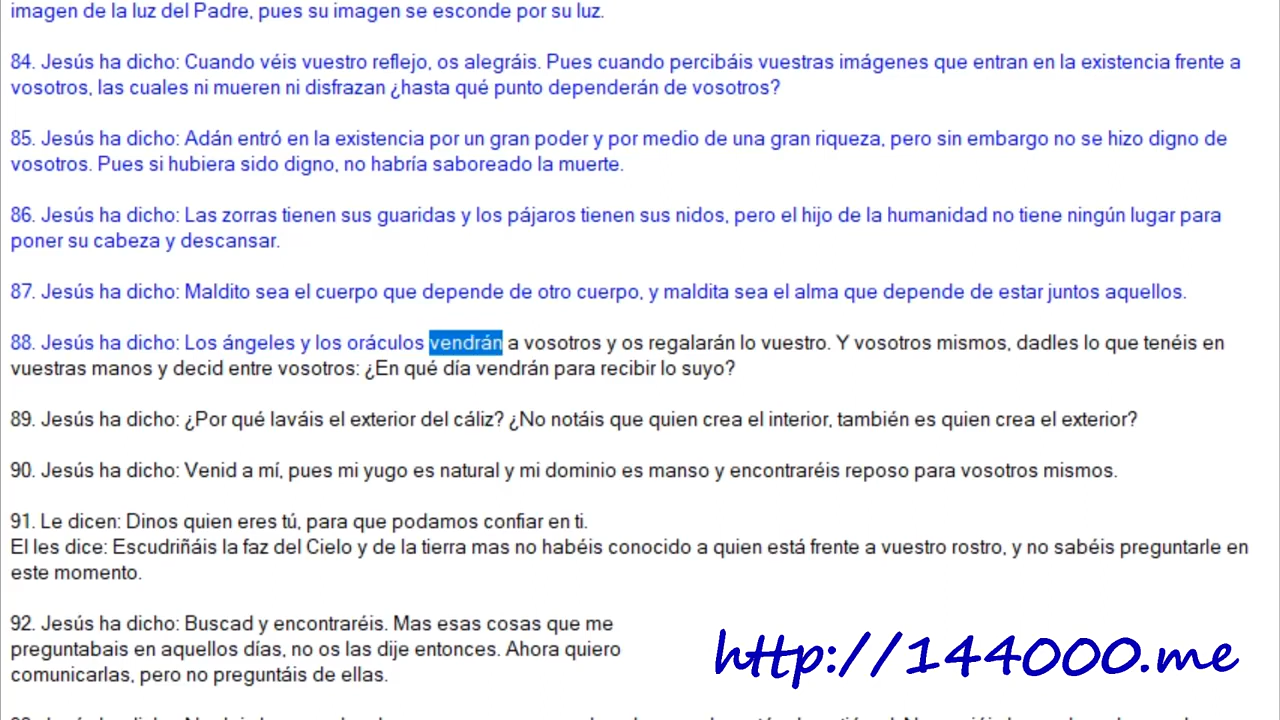 imagen de la luz del Padre, pues su imagen se esconde por su luz.
84. Jesús ha dicho: Cuando véis vuestro reflejo, os alegráis. Pues cuando percibáis vuestras imágenes que entran en la existencia frente a
vosotros, las cuales ni mueren ni disfrazan ¿hasta qué punto dependerán de vosotros?
85. Jesús ha dicho: Adán entró en la existencia por un gran poder y por medio de una gran riqueza, pero sin embargo no se hizo digno de
vosotros. Pues si hubiera sido digno, no habría saboreado la muerte.
86. Jesús ha dicho: Las zorras tienen sus guaridas y los pájaros tienen sus nidos, pero el hijo de la humanidad no tiene ningún lugar para
poner su cabeza y descansar.
87. Jesús ha dicho: Maldito sea el cuerpo que depende de otro cuerpo, y maldita sea el alma que depende de estar juntos aquellos.
88. Jesús ha dicho: Los ángeles y los oráculos vendrán a vosotros y os regalarán lo vuestro. Y vosotros mismos, dadles lo que tenéis en
vuestras manos y decid entre vosotros: ¿En qué día vendrán para recibir lo suyo?
89. Jesús ha dicho: ¿Por qué laváis el exterior del cáliz? ¿No notáis que quien crea el interior, también es quien crea el exterior?
90. Jesús ha dicho: Venid a mí, pues mi yugo es natural y mi dominio es manso y encontraréis reposo para vosotros mismos.
91. Le dicen: Dinos quien eres tú, para que podamos confiar en ti.
El les dice: Escudriñáis la faz del Cielo y de la tierra mas no habéis conocido a quien está frente a vuestro rostro, y no sabéis preguntarle en
este momento.
92. Jesús ha dicho: Buscad y encontraréis. Mas esas cosas que me
preguntabais en aquellos días, no os las dije entonces. Ahora quiero
comunicarlas, pero no preguntáis de ellas.
http://144000.me